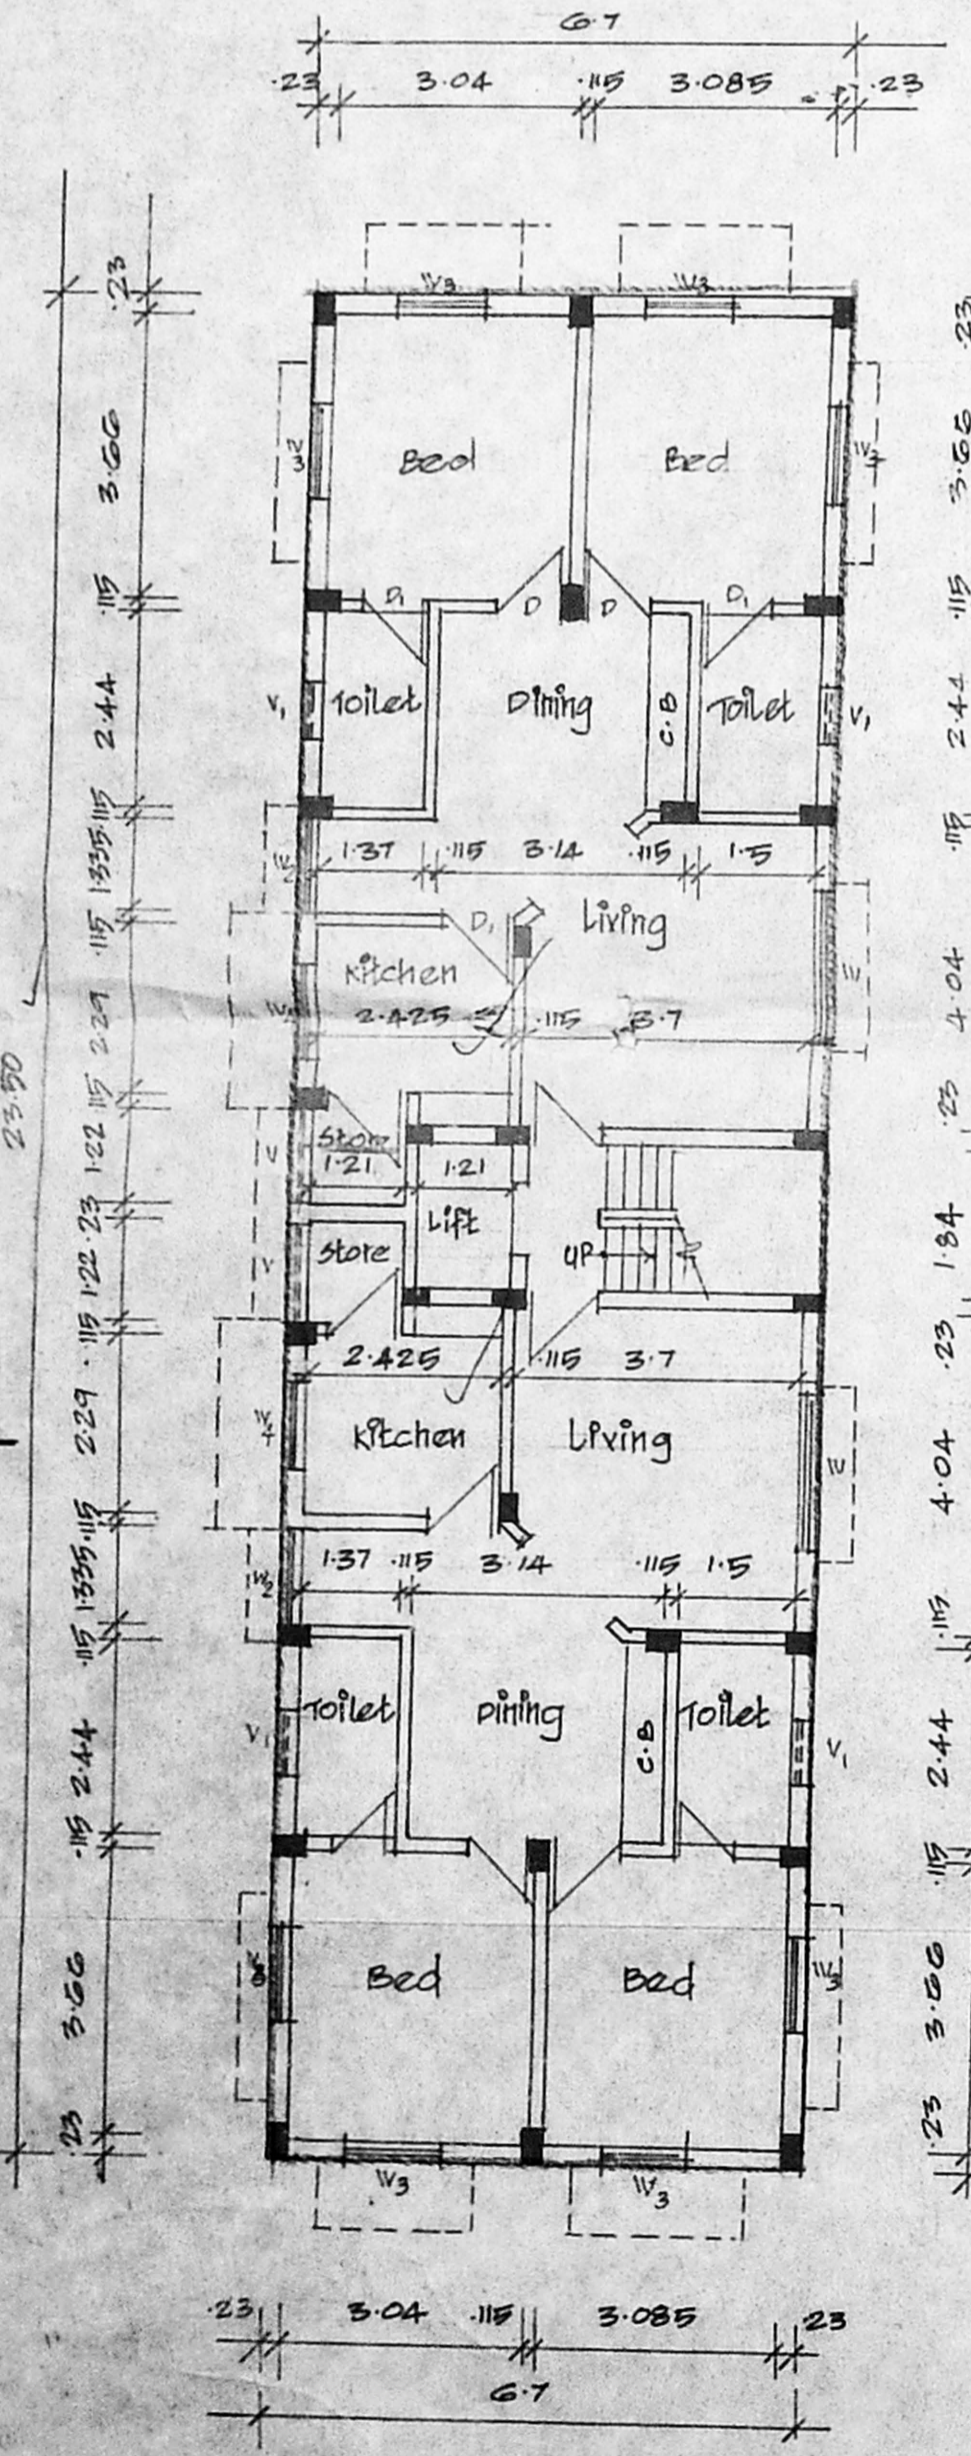 6.7
.23 3.04 .115 3.085 .23
W3 W3
.23 .23
3.66 W3 Bed Bed W3 3.66
.115 D1 D D D1 .115
2.44 V1 Toilet Dining C.B Toilet V1 2.44
.115 .115
1.335 W2 1.37 .115 3.14 .115 1.5
.115 D1 Living
Kitchen W 4.04
2.29 2.425 .115 3.7
23.50
.115 .23
1.22 V Store
1.21 1.21
.23 Lift 1.84
1.22 V Store UP
.115 .23
2.425 .115 3.7
2.29 Kitchen Living W 4.04
.115
1.335 W2 1.37 .115 3.14 .115 1.5
.115 .115
2.44 V1 Toilet Dining C.B Toilet V1 2.44
.115 .115
3.66 Bed Bed W3 3.66
.23 .23
W3 W3
.23 3.04 .115 3.085 .23
6.7